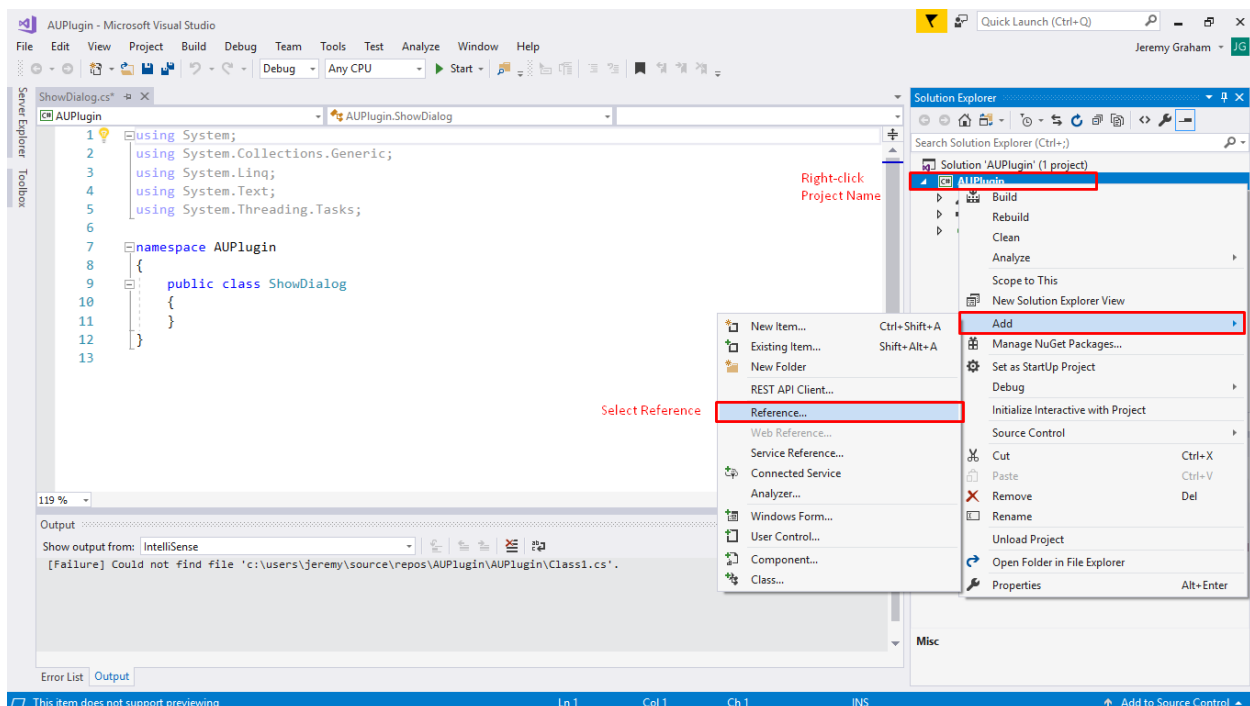 AUPlugin - Microsoft Visual Studio
Quick Launch (Ctrl+Q)
File Edit View Project Build Debug Team Tools Test Analyze Window Help
Jeremy Graham JG
Debug Any CPU Start
Server Explorer
Toolbox
ShowDialog.cs*
C# AUPlugin AUPlugin.ShowDialog
1 using System;
2 using System.Collections.Generic;
3 using System.Linq;
4 using System.Text;
5 using System.Threading.Tasks;
6
7 namespace AUPlugin
8 {
9 public class ShowDialog
10 {
11 }
12 }
13
Right-click
Project Name
Select Reference
119 %
Solution Explorer
Search Solution Explorer (Ctrl+;)
Solution 'AUPlugin' (1 project)
C# AUPlugin
Build
Rebuild
Clean
Analyze
Scope to This
New Solution Explorer View
Add
Manage NuGet Packages...
Set as StartUp Project
Debug
Initialize Interactive with Project
Source Control
Cut Ctrl+X
Paste Ctrl+V
Remove Del
Rename
Unload Project
Open Folder in File Explorer
Properties Alt+Enter
New Item... Ctrl+Shift+A
Existing Item... Shift+Alt+A
New Folder
REST API Client...
Reference...
Web Reference...
Service Reference...
Connected Service
Analyzer...
Windows Form...
User Control...
Component...
Class...
Output
Show output from: IntelliSense
[Failure] Could not find file 'c:\users\jeremy\source\repos\AUPlugin\AUPlugin\Class1.cs'.
Misc
Error List Output
This item does not support previewing Ln 1 Col 1 Ch 1 INS Add to Source Control